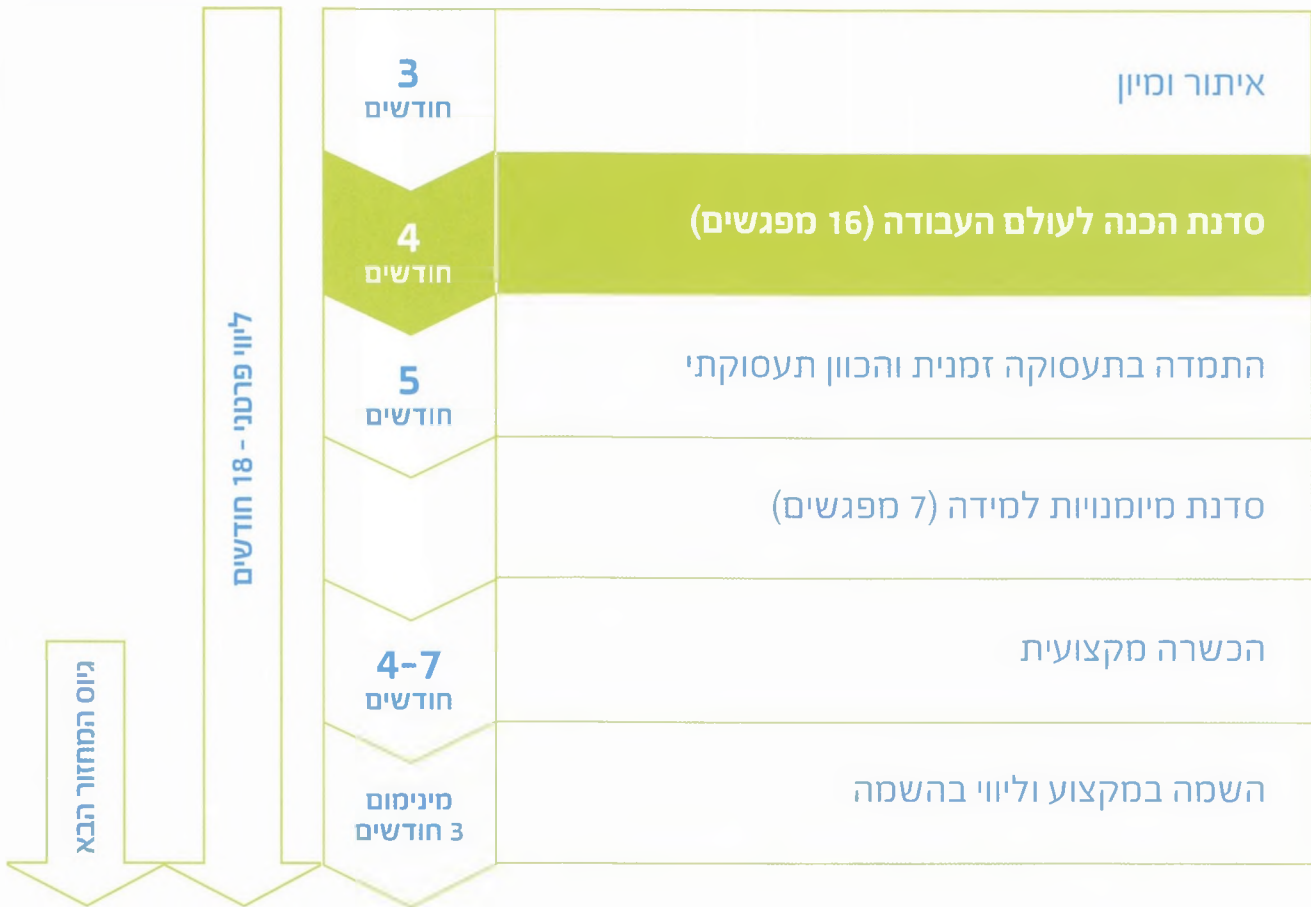 איתור ומיון
3
חודשים
סדנת הכנה לעולם העבודה (16 מפגשים)
4
חודשים
התמדה בתעסוקה זמנית והכוון תעסוקתי
5
חודשים
סדנת מיומנויות למידה (7 מפגשים)
הכשרה מקצועית
4-7
חודשים
השמה במקצוע וליווי בהשמה
מינימום
3 חודשים
ליווי פרטני - 18 חודשים
גיוס המחזור הבא